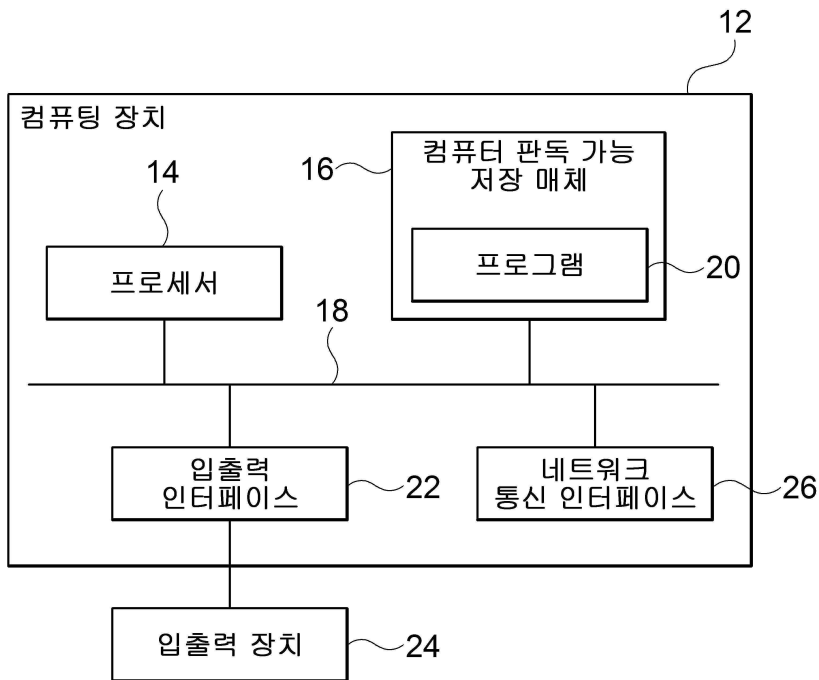 12
컴퓨팅 장치
14
16
컴퓨터 판독 가능
저장 매체
프로세서
프로그램
20
18
입출력
인터페이스
22
네트워크
통신 인터페이스
26
입출력 장치
24